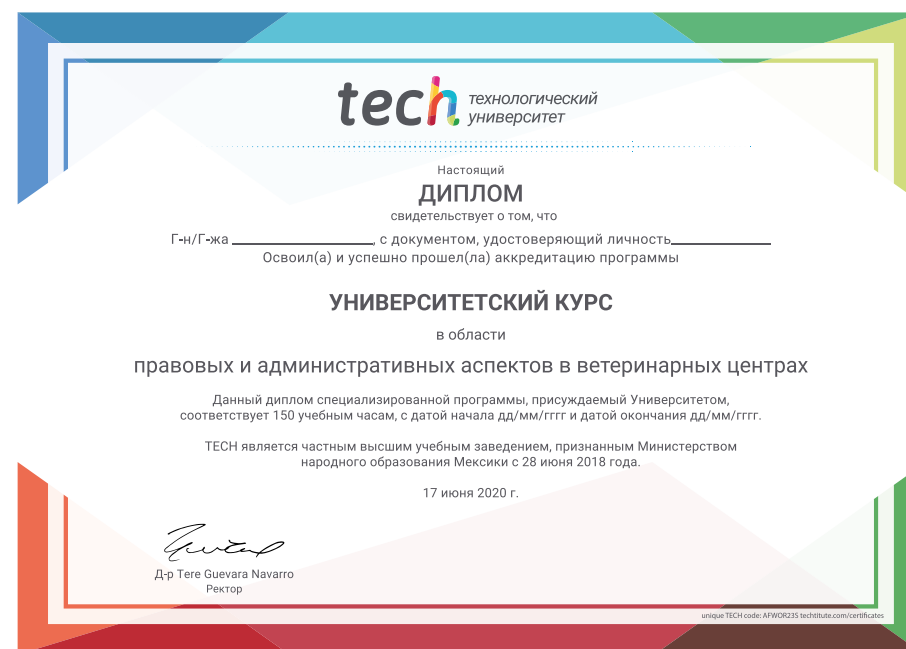 tech технологический
университет
Настоящий
ДИПЛОМ
свидетельствует о том, что
Г-н/Г-жа ____________________, с документом, удостоверяющий личность______________
Освоил(а) и успешно прошел(ла) аккредитацию программы
УНИВЕРСИТЕТСКИЙ КУРС
в области
правовых и административных аспектов в ветеринарных центрах
Данный диплом специализированной программы, присуждаемый Университетом,
соответствует 150 учебным часам, с датой начала дд/мм/гггг и датой окончания дд/мм/гггг.
TECH является частным высшим учебным заведением, признанным Министерством
народного образования Мексики с 28 июня 2018 года.
17 июня 2020 г.
Д-р Tere Guevara Navarro
Ректор
unique TECH code: AFWOR23S techtitute.com/certificates